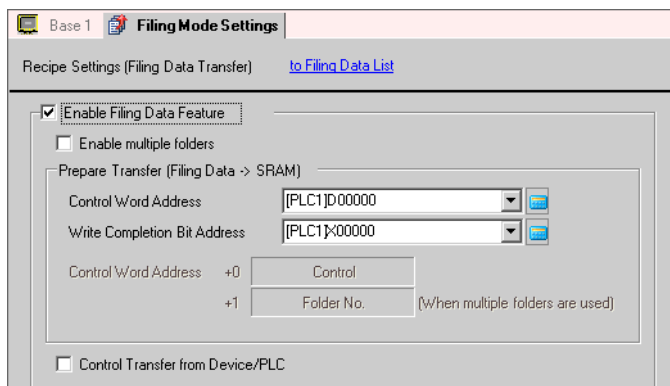 Base 1 Filing Mode Settings
Recipe Settings (Filing Data Transfer) to Filing Data List
Enable Filing Data Feature
Enable multiple folders
Prepare Transfer (Filing Data -> SRAM)
Control Word Address [PLC1]D00000
Write Completion Bit Address [PLC1]X00000
Control Word Address +0 Control
+1 Folder No. (When multiple folders are used)
Control Transfer from Device/PLC